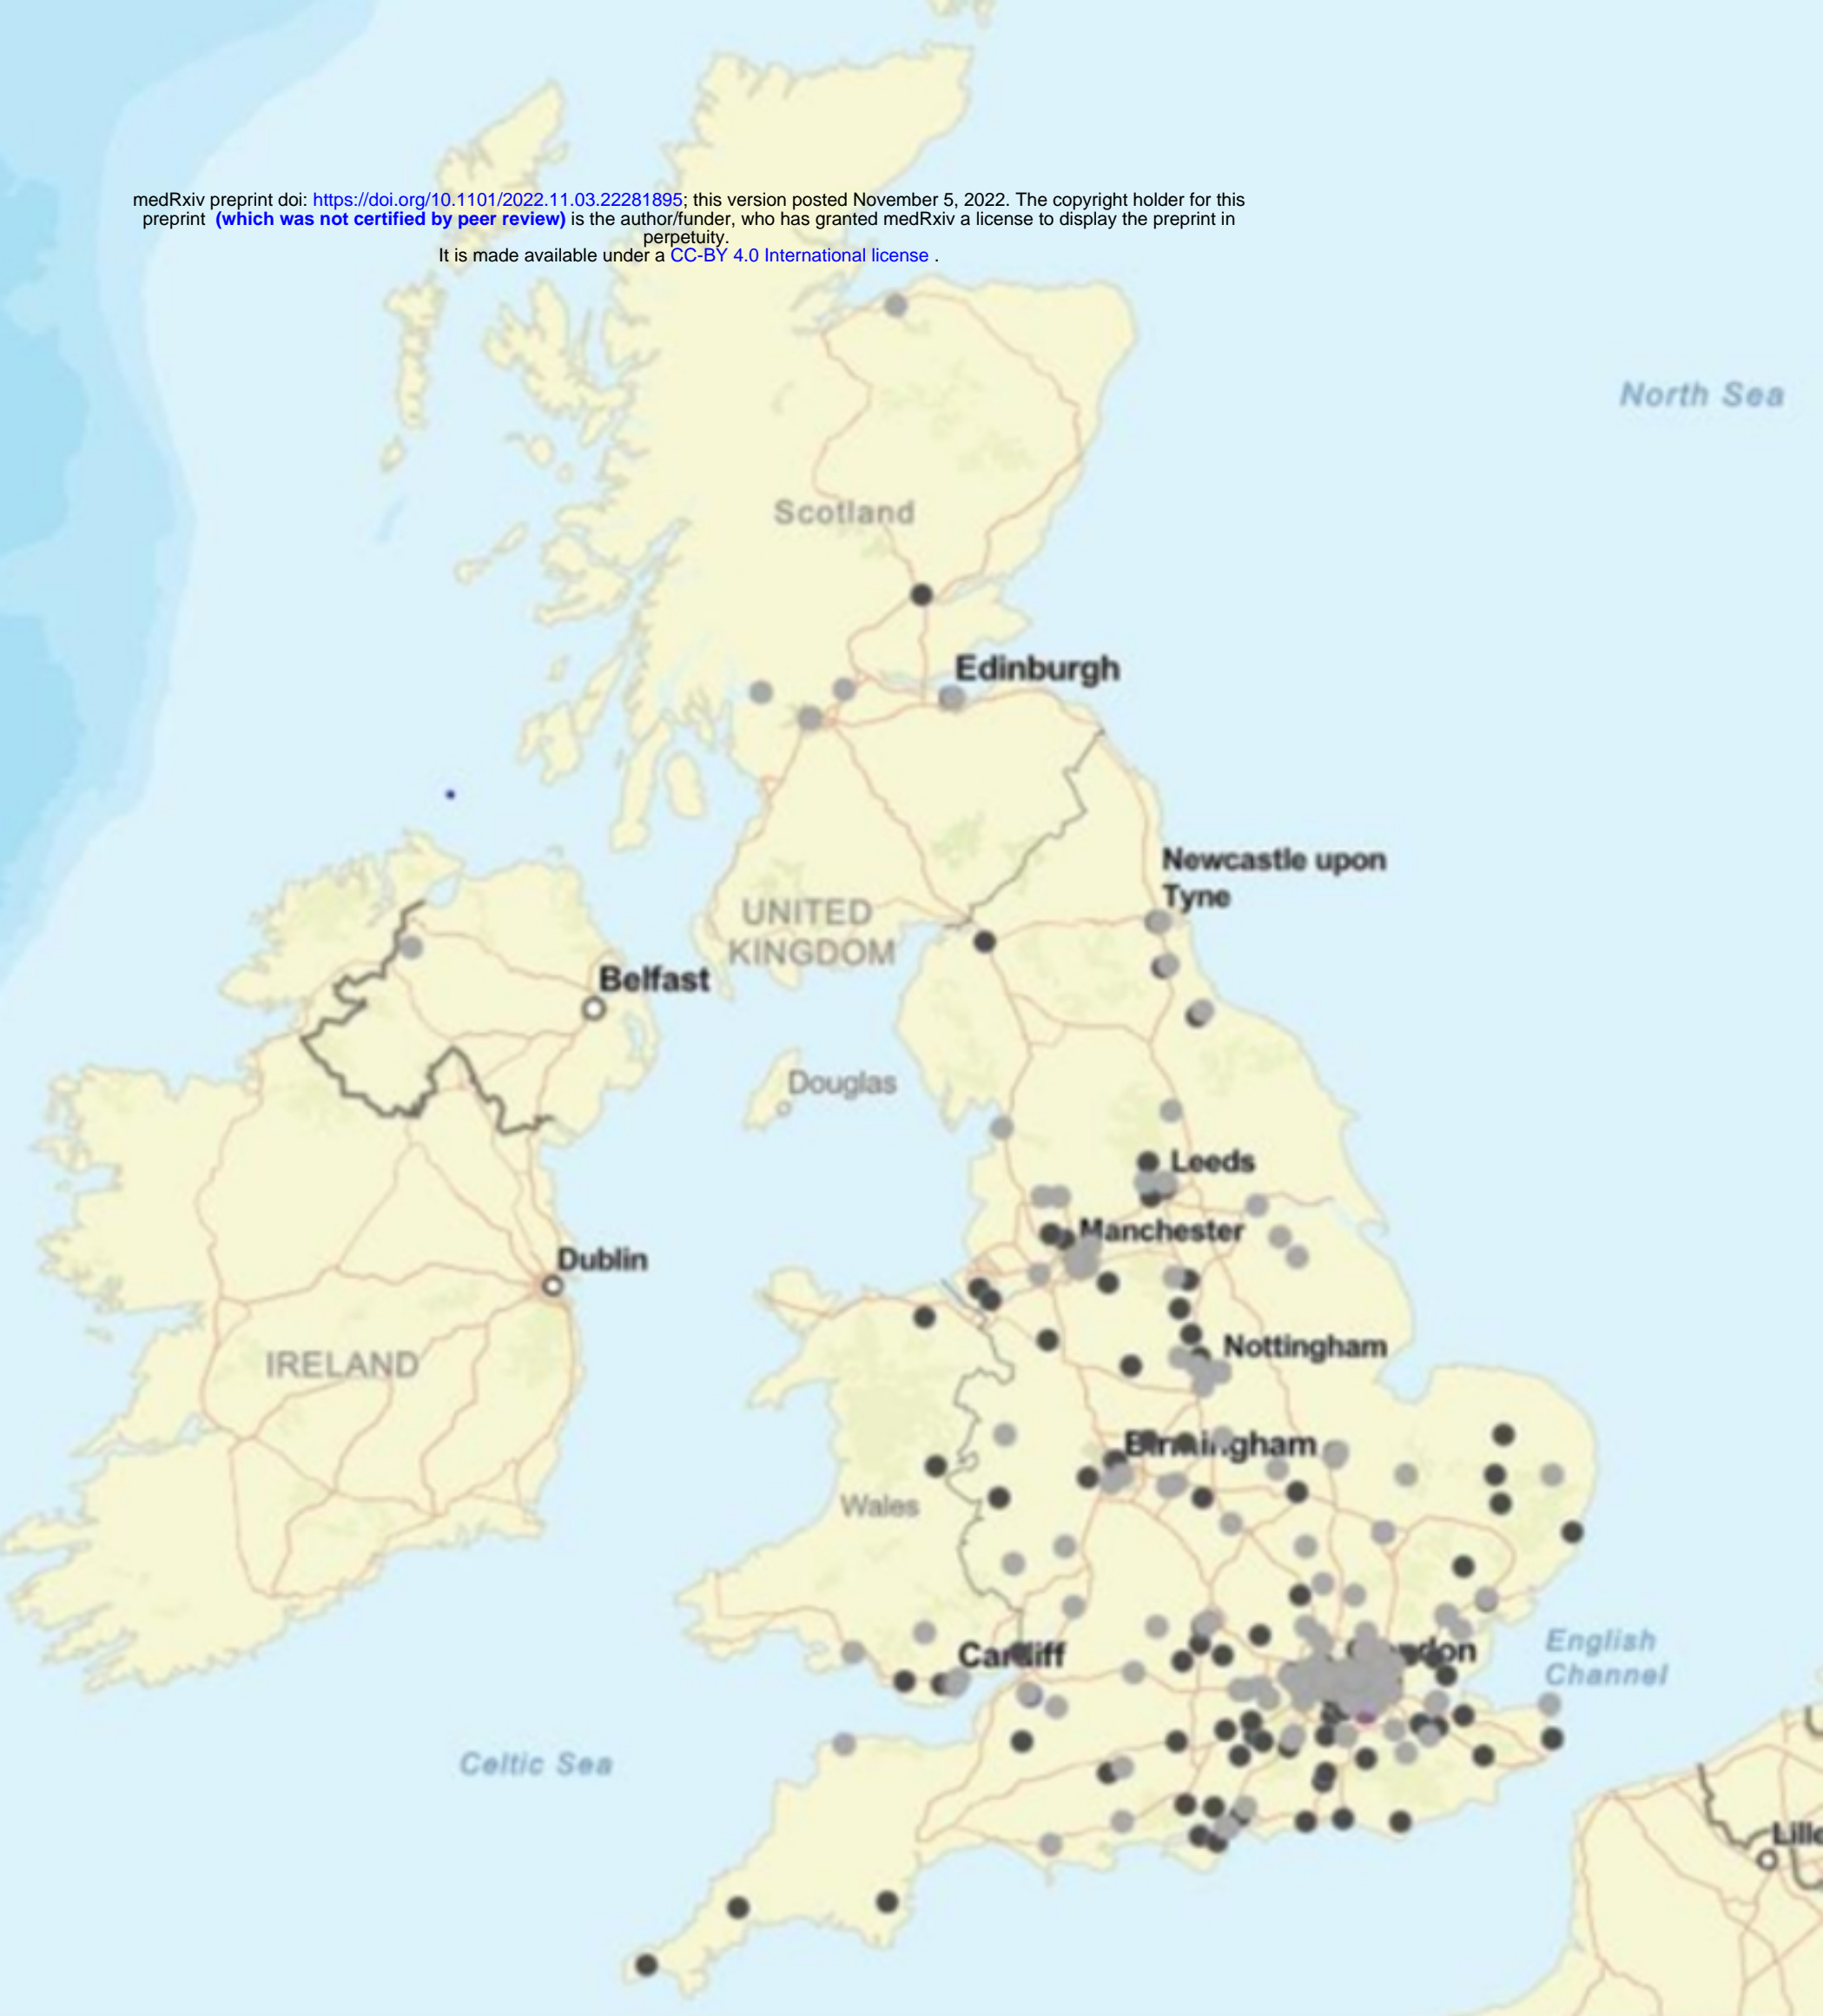 medRxiv preprint doi: https://doi.org/10.1101/2022.11.03.22281895; this version posted November 5, 2022. The copyright holder for this
preprint (which was not certified by peer review) is the author/funder, who has granted medRxiv a license to display the preprint in
perpetuity.
It is made available under a CC-BY 4.0 International license .
North Sea
Scotland
Edinburgh
Newcastle upon
Tyne
UNITED
KINGDOM
Belfast
Douglas
Leeds
Manchester
Dublin
Nottingham
IRELAND
Birmingham
Wales
English
Channel
Cardiff
London
Celtic Sea